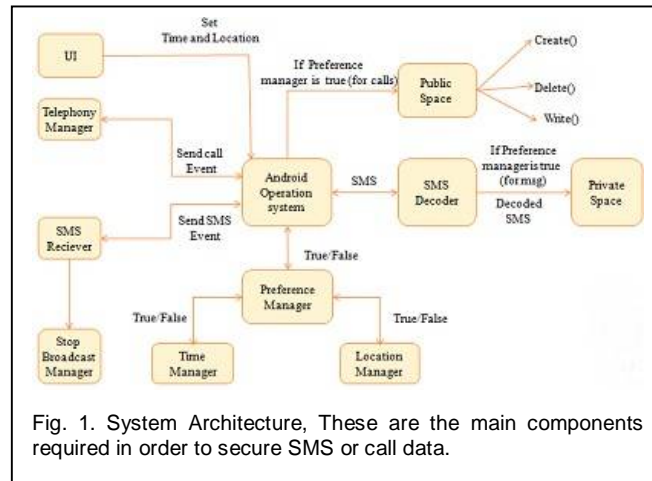 Set
Time and Location
UI
If Preference
manager is true (for calls)
Public
Space
Create()
Delete()
Write()
Telephony
Manager
Send call
Event
Android
Operation
system
SMS
SMS
Decoder
If Preference
manager is true
(for msg)
Decoded
SMS
Private
Space
SMS
Reciever
Send SMS
Event
True/False
Preference
Manager
True/False
True/False
Stop
Broadcast
Manager
Time
Manager
Location
Manager
Fig. 1. System Architecture, These are the main components
required in order to secure SMS or call data.